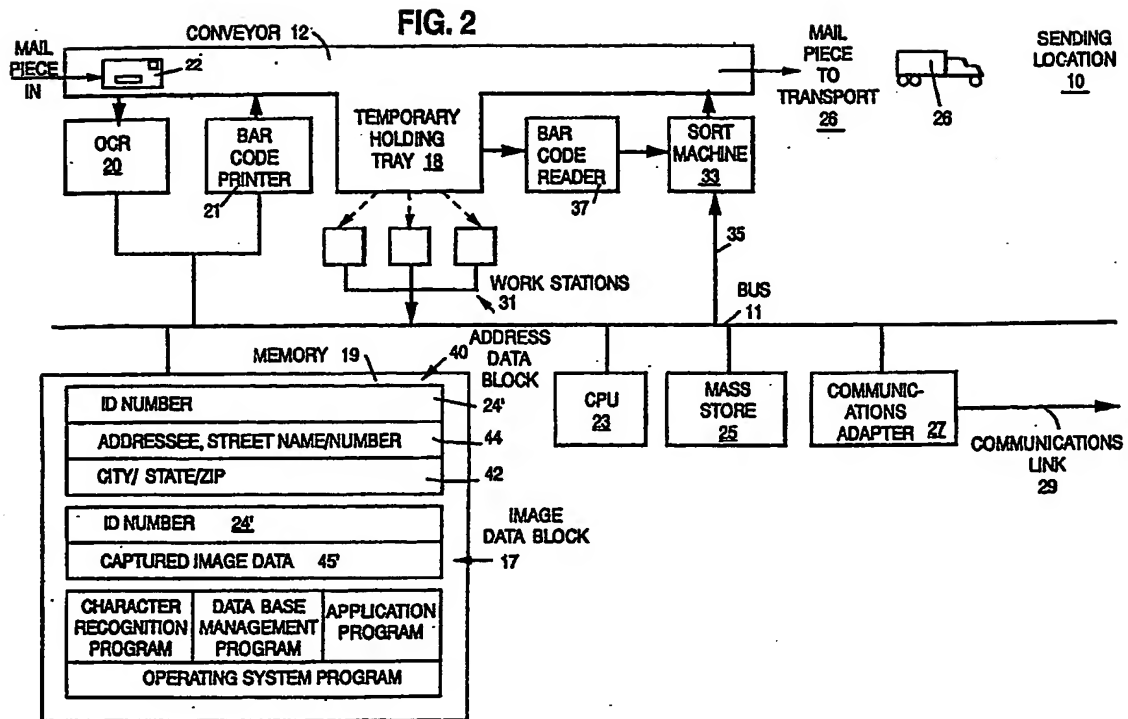 FIG. 2
CONVEYOR 12
MAIL
PIECE
IN
22
MAIL
PIECE
TO
TRANSPORT
26
26
SENDING
LOCATION
10
OCR
20
BAR
CODE
PRINTER
21
TEMPORARY
HOLDING
TRAY 18
BAR
CODE
READER
37
SORT
MACHINE
33
35
WORK STATIONS
31
BUS
11
MEMORY 19
40
ADDRESS
DATA
BLOCK
ID NUMBER
24'
ADDRESSEE, STREET NAME/NUMBER
44
CITY/ STATE/ZIP
42
ID NUMBER 24'
CAPTURED IMAGE DATA 45'
IMAGE
DATA BLOCK
17
CHARACTER
RECOGNITION
PROGRAM
DATA BASE
MANAGEMENT
PROGRAM
APPLICATION
PROGRAM
OPERATING SYSTEM PROGRAM
CPU
23
MASS
STORE
25
COMMUNIC-
ATIONS
ADAPTER 27
COMMUNICATIONS
LINK
29